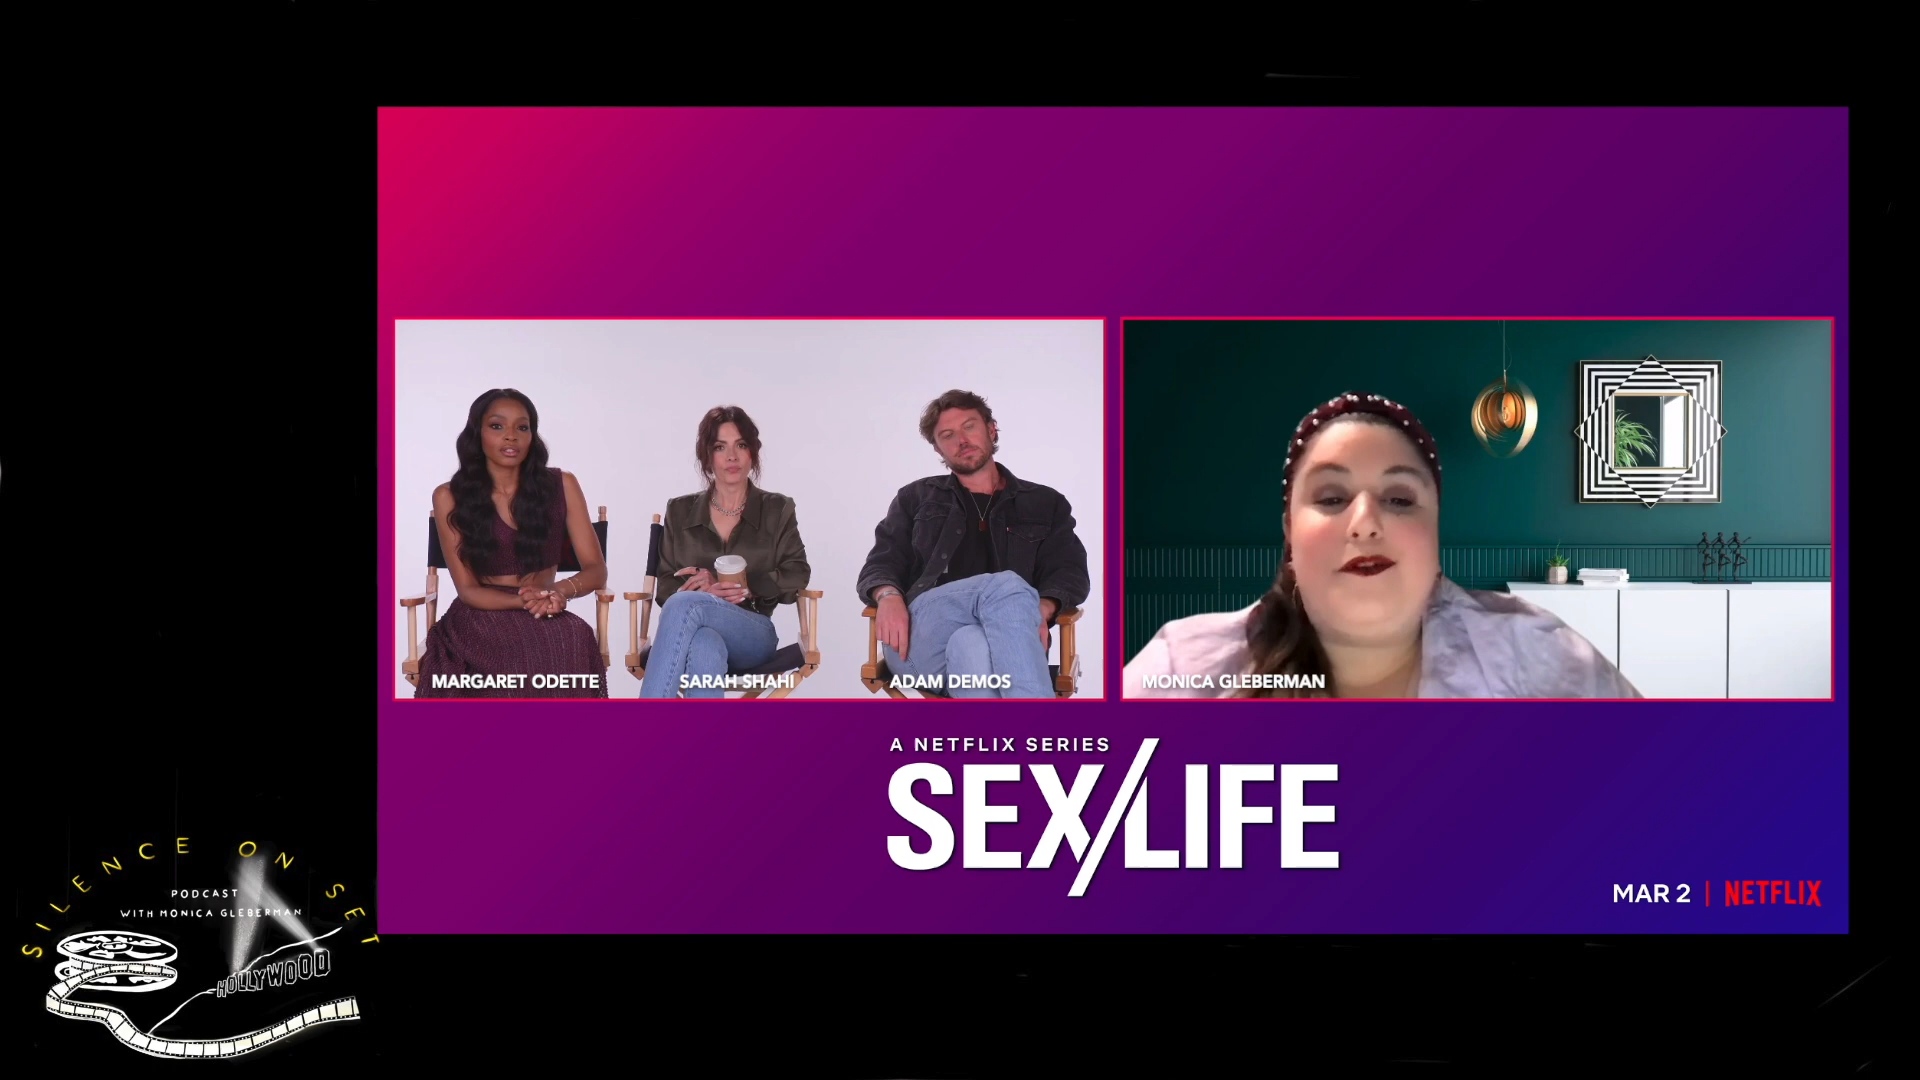 MARGARET ODETTE
SARAH SHAHI
ADAM DEMOS
MONICA GLEBERMAN
A NETFLIX SERIES
SEX/LIFE
MAR 2 | NETFLIX
SILENCE ON SET
PODCAST
WITH MONICA GLEBERMAN
HOLLYWOOD